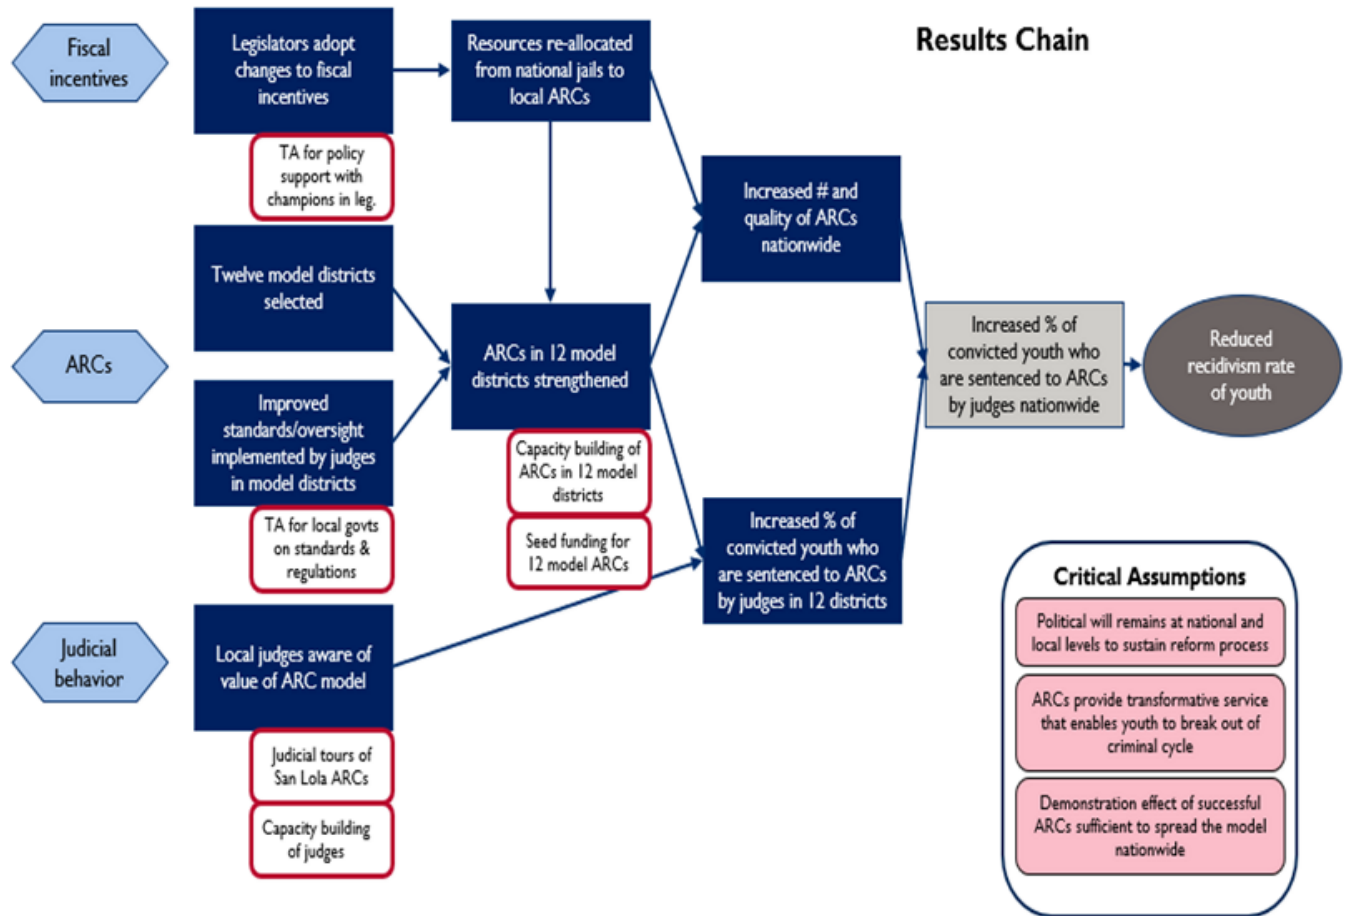 Results Chain
Fiscal
incentives
Legislators adopt
changes to fiscal
incentives
TA for policy
support with
champions in leg.
Resources re-allocated
from national jails to
local ARCs
Increased # and
quality of ARCs
nationwide
Twelve model districts
selected
ARCs
ARCs in 12 model
districts strengthened
Improved
standards/oversight
implemented by judges
in model districts
TA for local govts
on standards &
regulations
Capacity building of
ARCs in 12 model
districts
Seed funding for
12 model ARCs
Increased % of
convicted youth who
are sentenced to ARCs
by judges in 12 districts
Increased % of
convicted youth who
are sentenced to ARCs
by judges nationwide
Reduced
recidivism rate
of youth
Judicial
behavior
Local judges aware of
value of ARC model
Judicial tours of
San Lola ARCs
Capacity building
of judges
Critical Assumptions
Political will remains at national and
local levels to sustain reform process
ARCs provide transformative service
that enables youth to break out of
criminal cycle
Demonstration effect of successful
ARCs sufficient to spread the model
nationwide